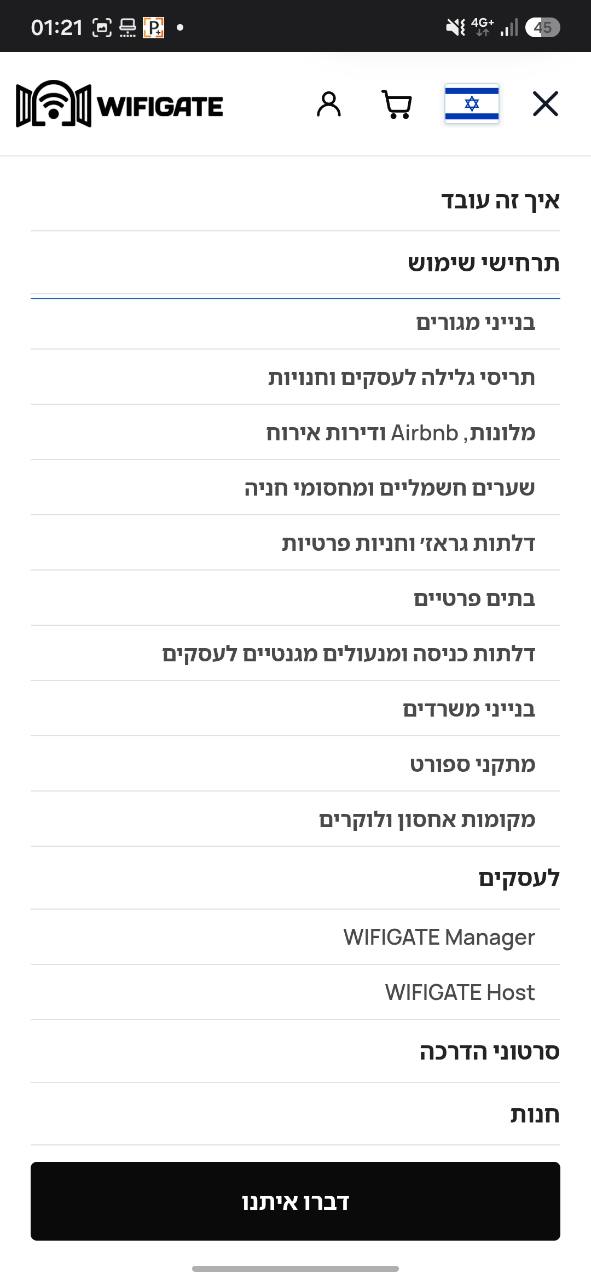 01:21
4G+
45
WIFIGATE
איך זה עובד
תרחישי שימוש
בנייני מגורים
תריסי גלילה לעסקים וחנויות
מלונות, Airbnb ודירות אירוח
שערים חשמליים ומחסומי חניה
דלתות גראז' וחניות פרטיות
בתים פרטיים
דלתות כניסה ומנעולים מגנטיים לעסקים
בנייני משרדים
מתקני ספורט
מקומות אחסון ולוקרים
לעסקים
WIFIGATE Manager
WIFIGATE Host
סרטוני הדרכה
חנות
דברו איתנו